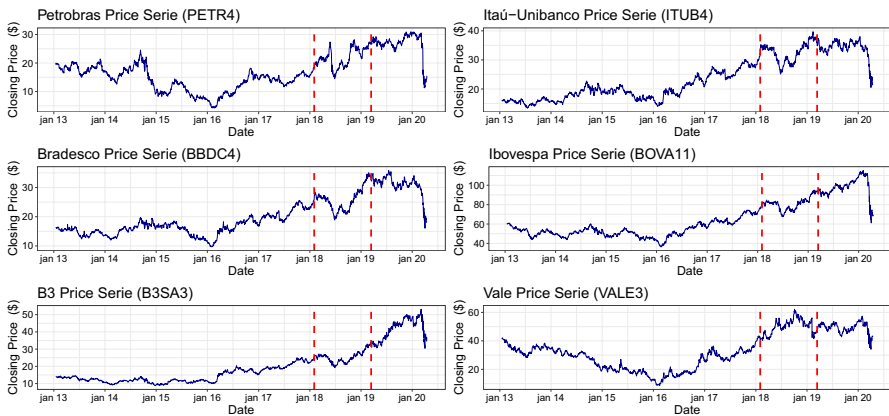 Petrobras Price Serie (PETR4)
Closing Price ($)
30
20
10
jan 13 jan 14 jan 15 jan 16 jan 17 jan 18 jan 19 jan 20
Date
Itaú−Unibanco Price Serie (ITUB4)
Closing Price ($)
40
30
20
jan 13 jan 14 jan 15 jan 16 jan 17 jan 18 jan 19 jan 20
Date
Bradesco Price Serie (BBDC4)
Closing Price ($)
30
20
10
jan 13 jan 14 jan 15 jan 16 jan 17 jan 18 jan 19 jan 20
Date
Ibovespa Price Serie (BOVA11)
Closing Price ($)
100
80
60
40
jan 13 jan 14 jan 15 jan 16 jan 17 jan 18 jan 19 jan 20
Date
B3 Price Serie (B3SA3)
Closing Price ($)
50
40
30
20
10
jan 13 jan 14 jan 15 jan 16 jan 17 jan 18 jan 19 jan 20
Date
Vale Price Serie (VALE3)
Closing Price ($)
60
40
20
jan 13 jan 14 jan 15 jan 16 jan 17 jan 18 jan 19 jan 20
Date